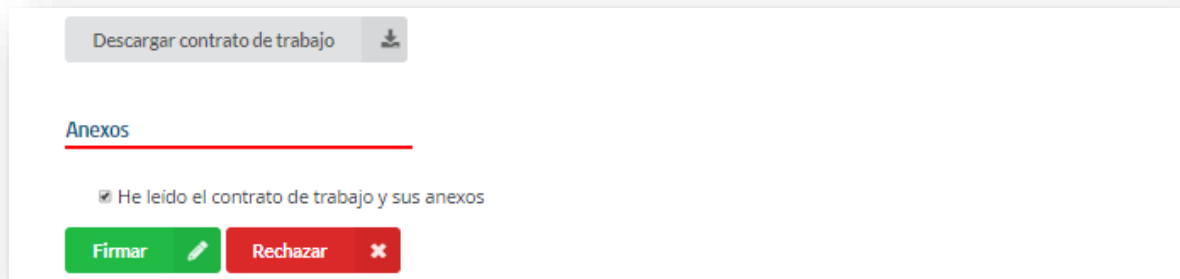 Descargar contrato de trabajo
Anexos
He leído el contrato de trabajo y sus anexos
Firmar
Rechazar